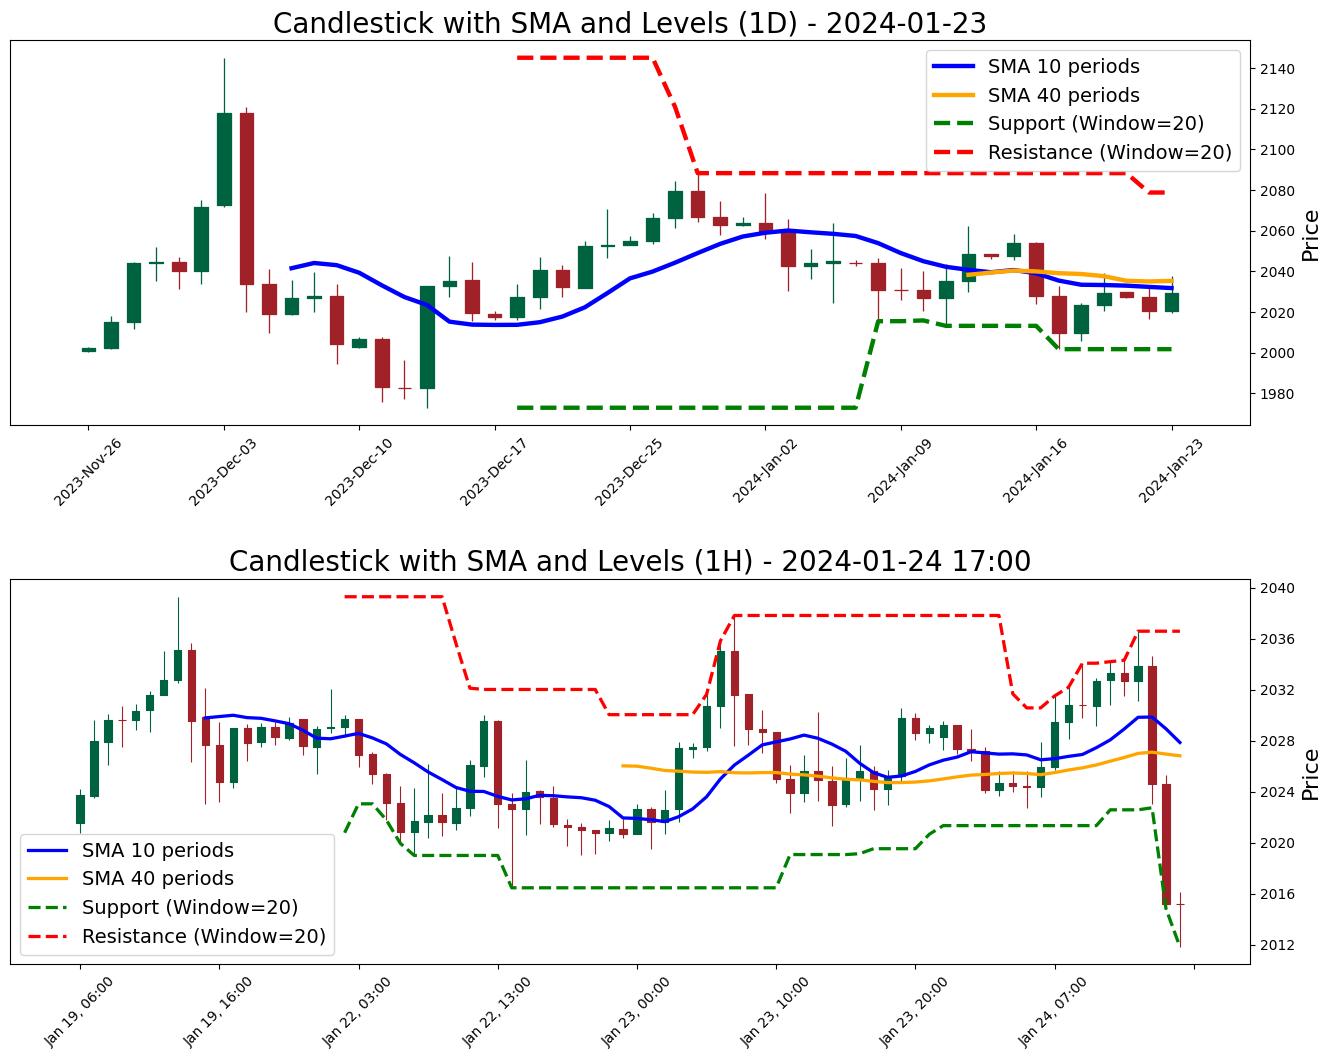 Candlestick with SMA and Levels (1D) - 2024-01-23
SMA 10 periods
SMA 40 periods
Support (Window=20)
Resistance (Window=20)
2140
2120
2100
2080
2060
2040
2020
2000
1980
Price
2023-Nov-26
2023-Dec-03
2023-Dec-10
2023-Dec-17
2023-Dec-25
2024-Jan-02
2024-Jan-09
2024-Jan-16
2024-Jan-23
Candlestick with SMA and Levels (1H) - 2024-01-24 17:00
2040
2036
2032
2028
2024
2020
2016
2012
Price
SMA 10 periods
SMA 40 periods
Support (Window=20)
Resistance (Window=20)
Jan 19, 06:00
Jan 19, 16:00
Jan 22, 03:00
Jan 22, 13:00
Jan 23, 00:00
Jan 23, 10:00
Jan 23, 20:00
Jan 24, 07:00